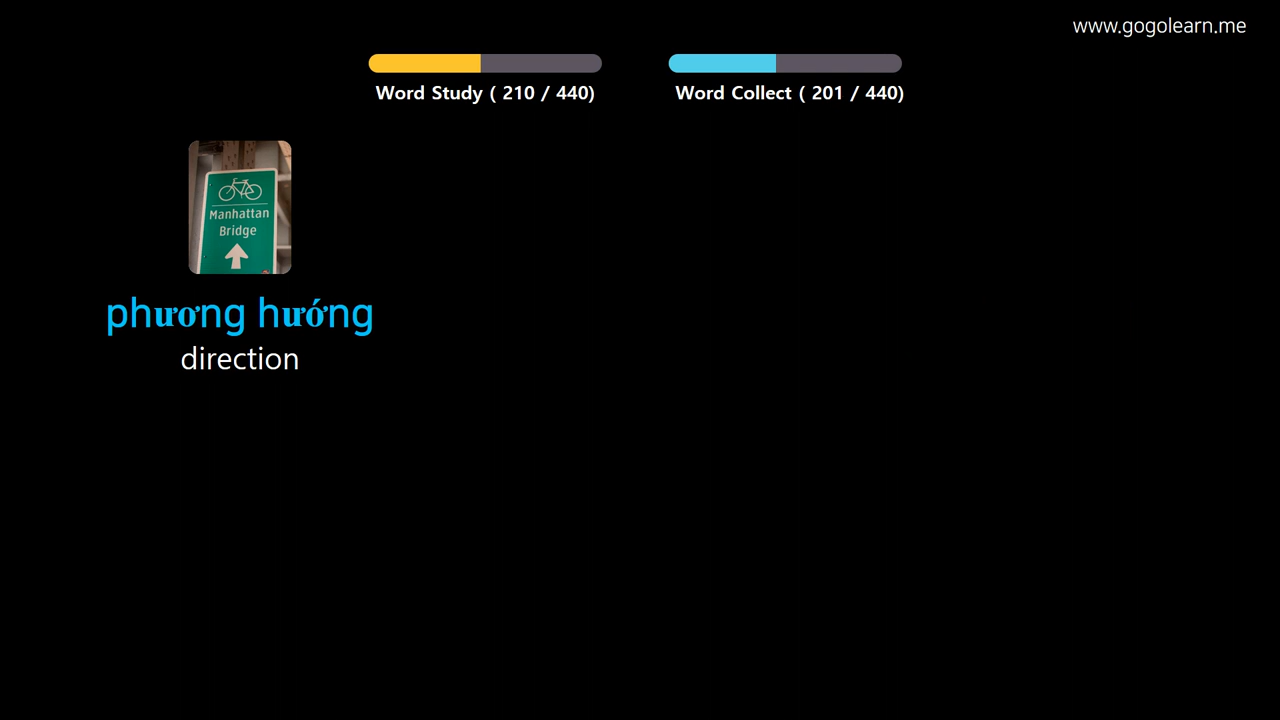 www.gogolearn.me
Word Study ( 210 / 440)
Word Collect ( 201 / 440)
Manhattan
Bridge
phương hướng
direction